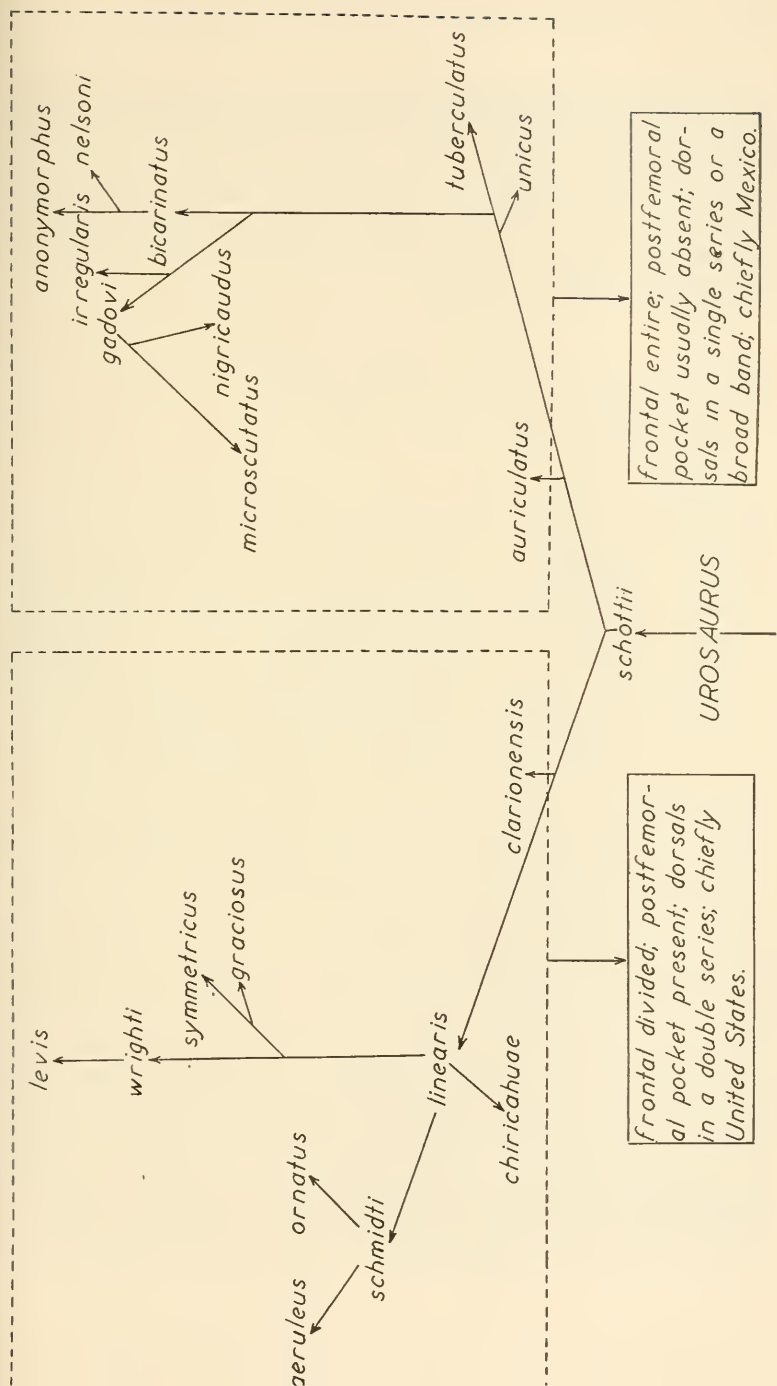 anonymorphus
nelsoni
irregularis
gadovi
bicarinatus
nigricaudus
microscutatus
tuberculatus
unicus
auriculatus
frontal entire; postfemoral
pocket usually absent; dor-
sals in a single series or a
broad band; chiefly Mexico.
schottii
UROSAURUS
levis
wrighti
symmetricus
graciosus
clarionensis
linearis
chiricahuae
ornatus
schmidti
aeruleus
frontal divided; postfemor-
al pocket present; dorsals
in a double series; chiefly
United States.